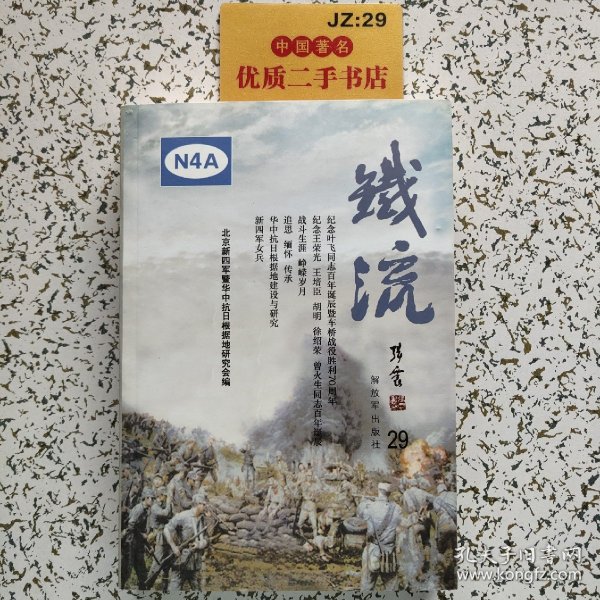 JZ:29
中国著名
优质二手书店
N4A
鐵流
纪念叶飞同志百年诞辰暨车桥战役胜利70周年
纪念王荣光 王培臣 胡明 徐绍荣 曾火生同志百年诞辰
战斗生涯 峥嵘岁月
追思 缅怀 传承
华中抗日根据地建设与研究
新四军女兵
北京新四军暨华中抗日根据地研究会编
解放军出版社
29
孔夫子旧书网
www.kongfz.com